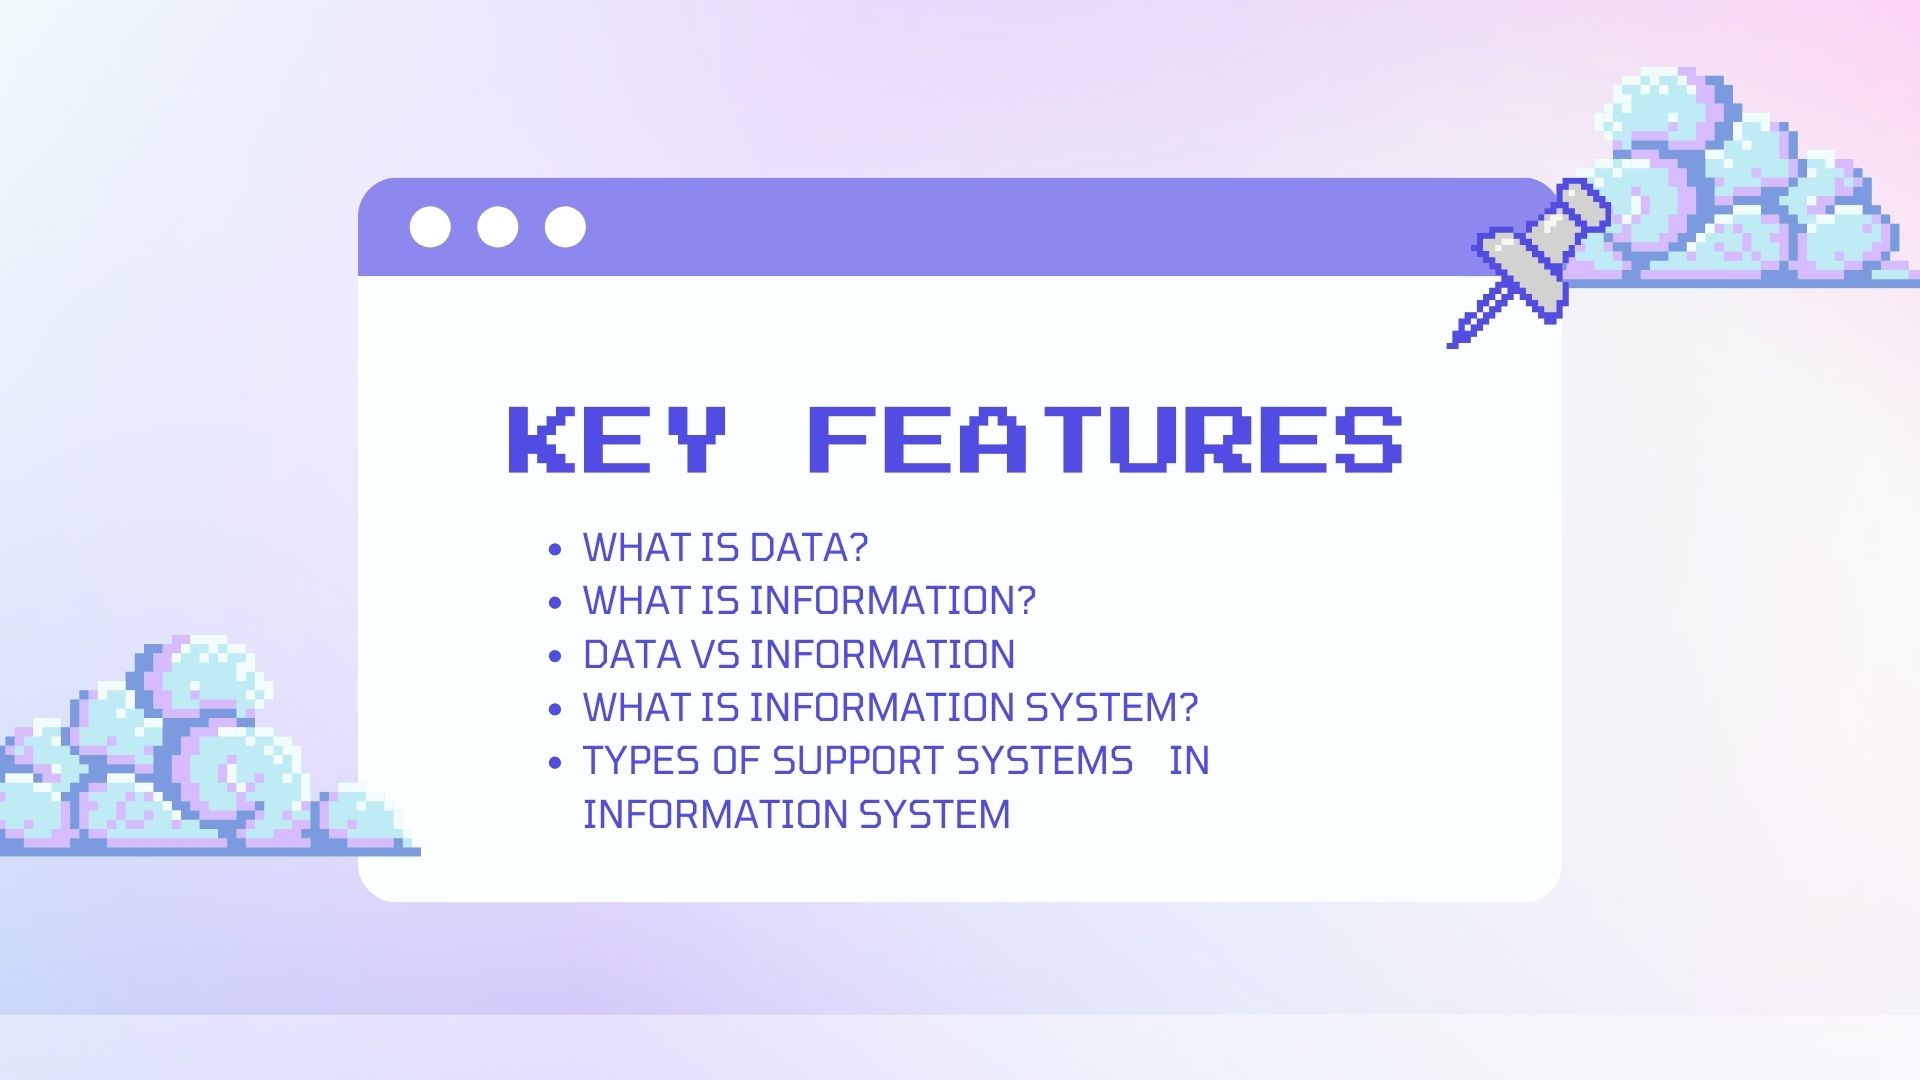 KEY FEATURES
• WHAT IS DATA?
• WHAT IS INFORMATION?
• DATA VS INFORMATION
• WHAT IS INFORMATION SYSTEM?
• TYPES OF SUPPORT SYSTEMS IN
INFORMATION SYSTEM